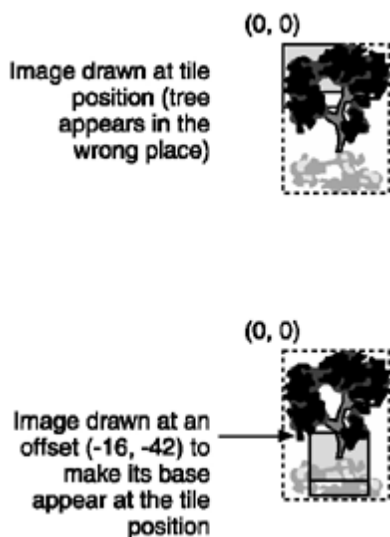 (0, 0)
Image drawn at tile
position (tree
appears in the
wrong place)
(0, 0)
Image drawn at an
offset (-16, -42) to
make its base
appear at the tile
position